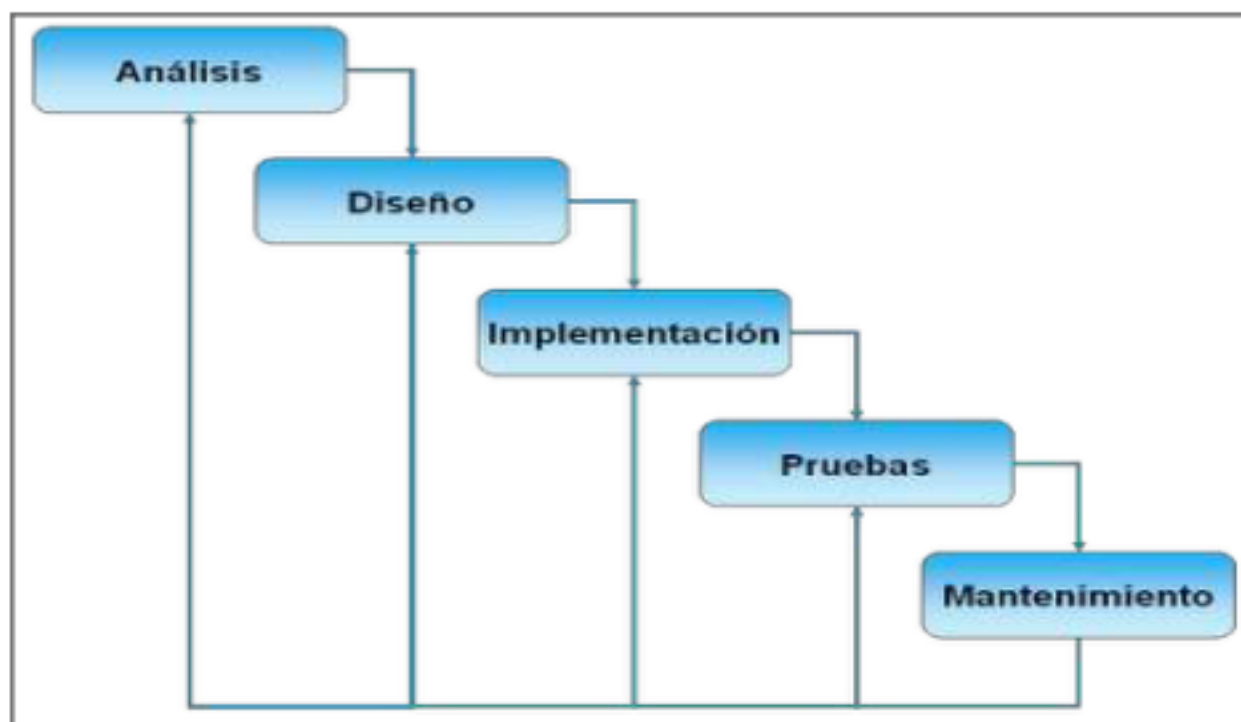 Análisis
Diseño
Implementación
Pruebas
Mantenimiento